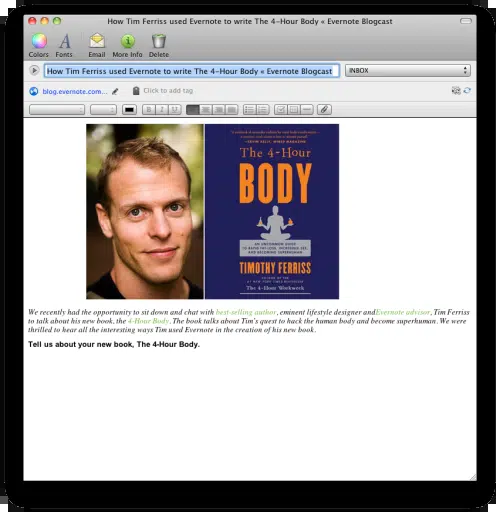 How Tim Ferriss used Evernote to write The 4-Hour Body « Evernote Blogcast
Colors Fonts Email More Info Delete
How Tim Ferriss used Evernote to write The 4-Hour Body « Evernote Blogcast INBOX
blog.evernote.com... Click to add tag
B I U
The 4-Hour
BODY
AN UNCOMMON GUIDE
TO RAPID FAT-LOSS, INCREDIBLE SEX,
AND BECOMING SUPERHUMAN
TIMOTHY FERRISS
#1 NEW YORK TIMES BESTSELLER
The 4-Hour Workweek
We recently had the opportunity to sit down and chat with best-selling author, eminent lifestyle designer andEvernote advisor, Tim Ferriss
to talk about his new book, the 4-Hour Body. The book talks about Tim's quest to hack the human body and become superhuman. We were
thrilled to hear all the interesting ways Tim used Evernote in the creation of his new book.
Tell us about your new book, The 4-Hour Body.